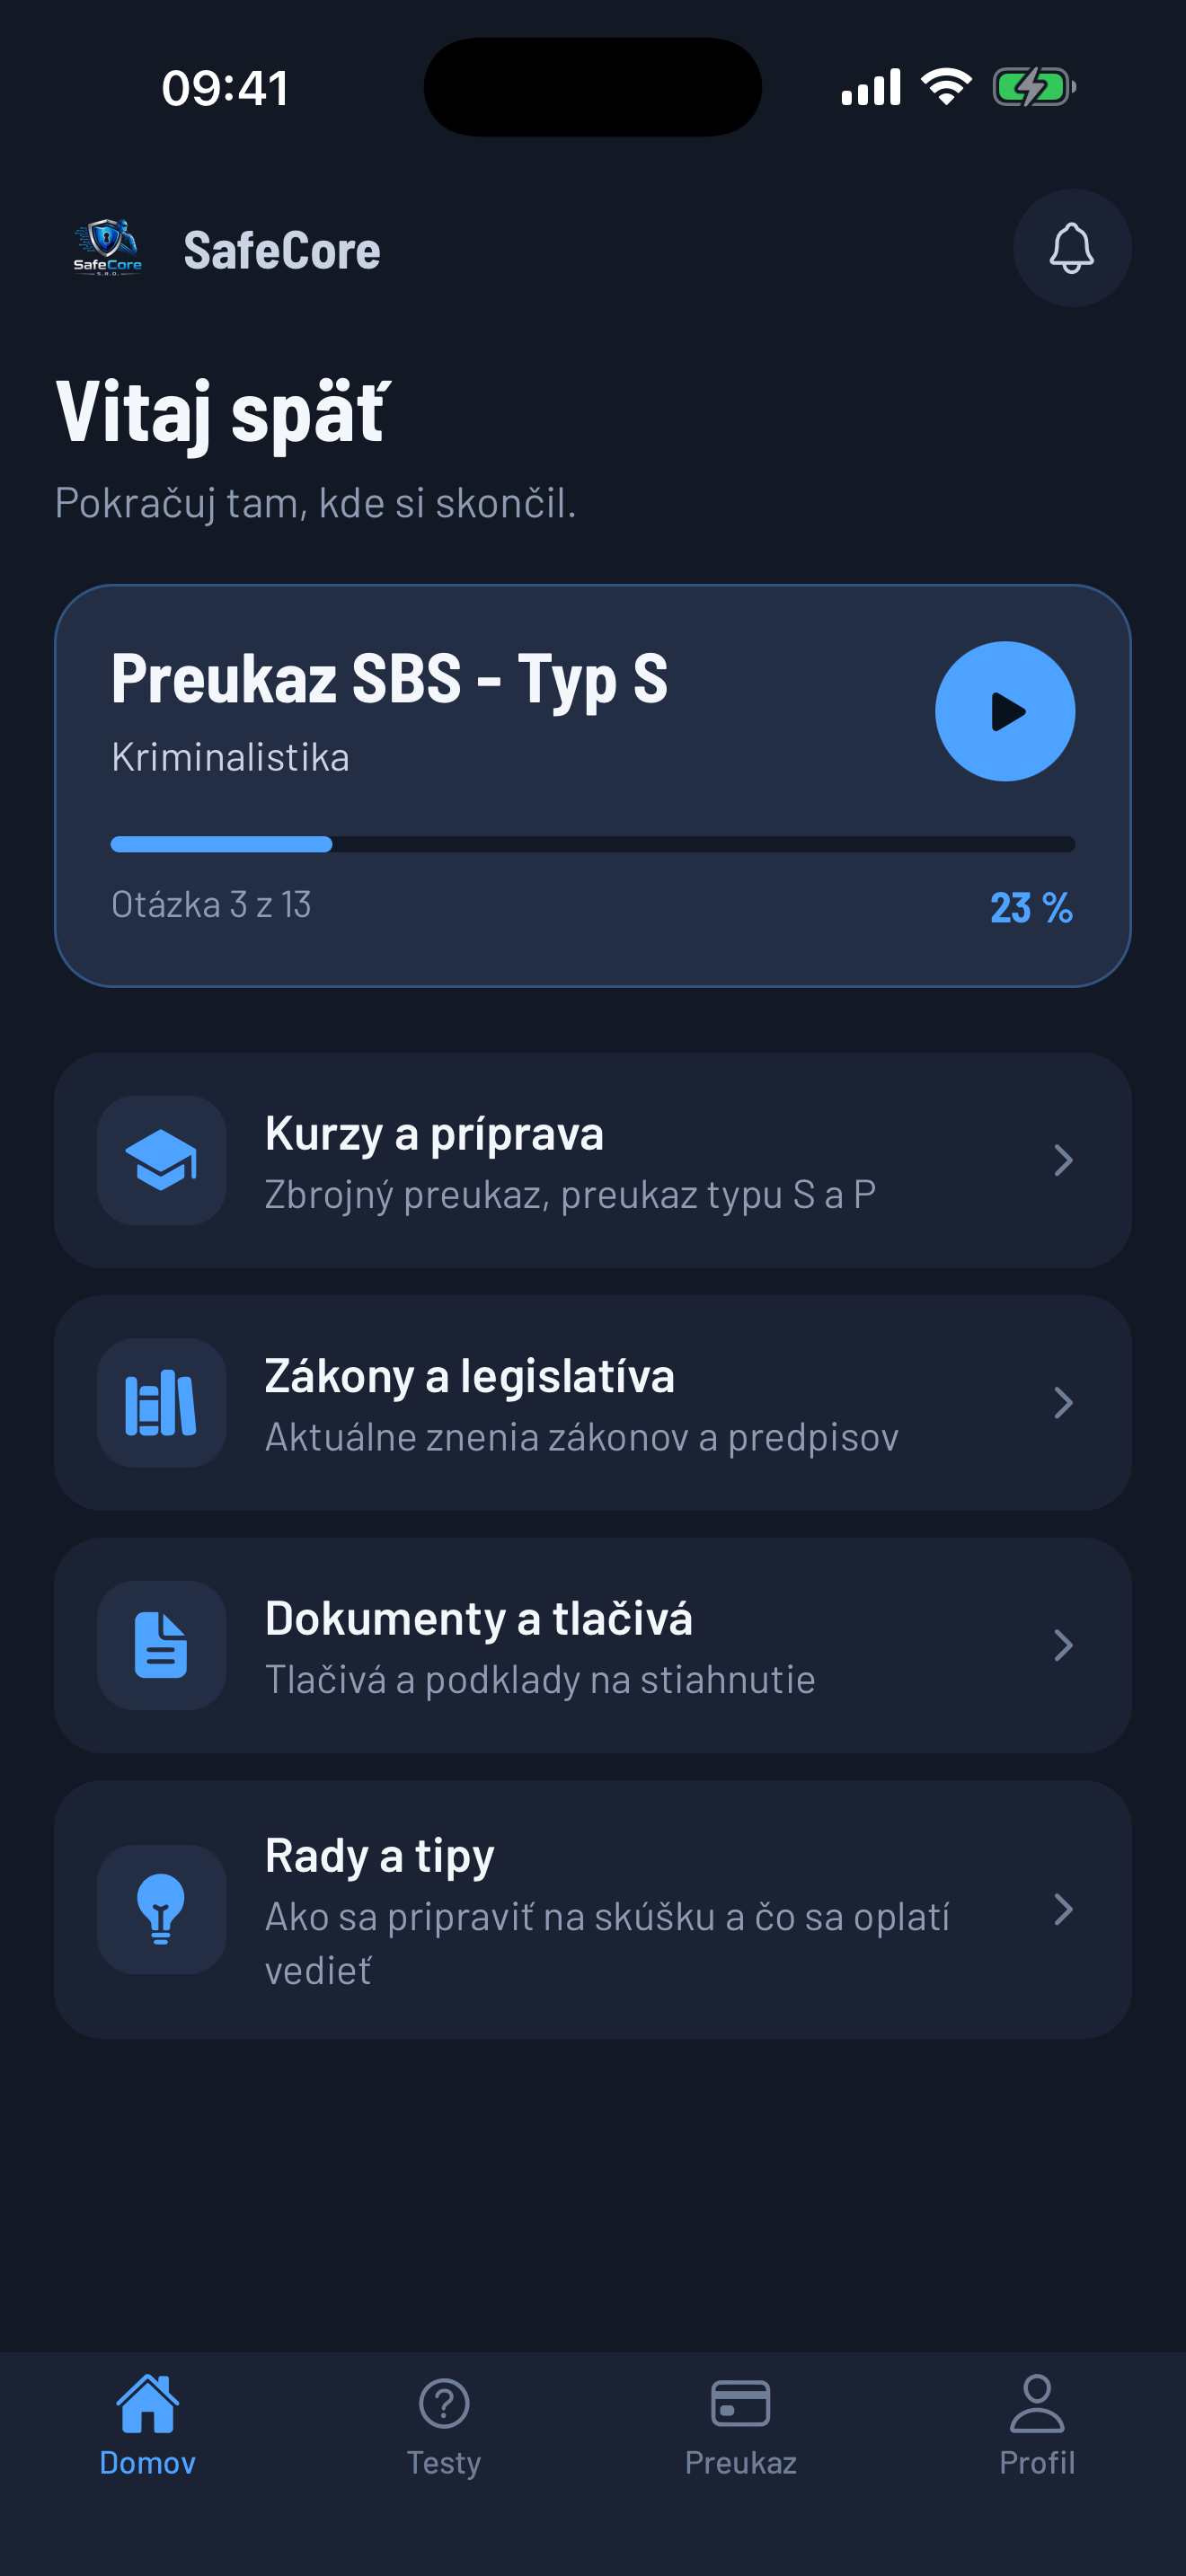 09:41
SafeCore
S.R.O.
SafeCore
Vitaj späť
Pokračuj tam, kde si skončil.
Preukaz SBS - Typ S
Kriminalistika
Otázka 3 z 13
23 %
Kurzy a príprava
Zbrojný preukaz, preukaz typu S a P
Zákony a legislatíva
Aktuálne znenia zákonov a predpisov
Dokumenty a tlačivá
Tlačivá a podklady na stiahnutie
Rady a tipy
Ako sa pripraviť na skúšku a čo sa oplatí
vedieť
Domov
Testy
Preukaz
Profil